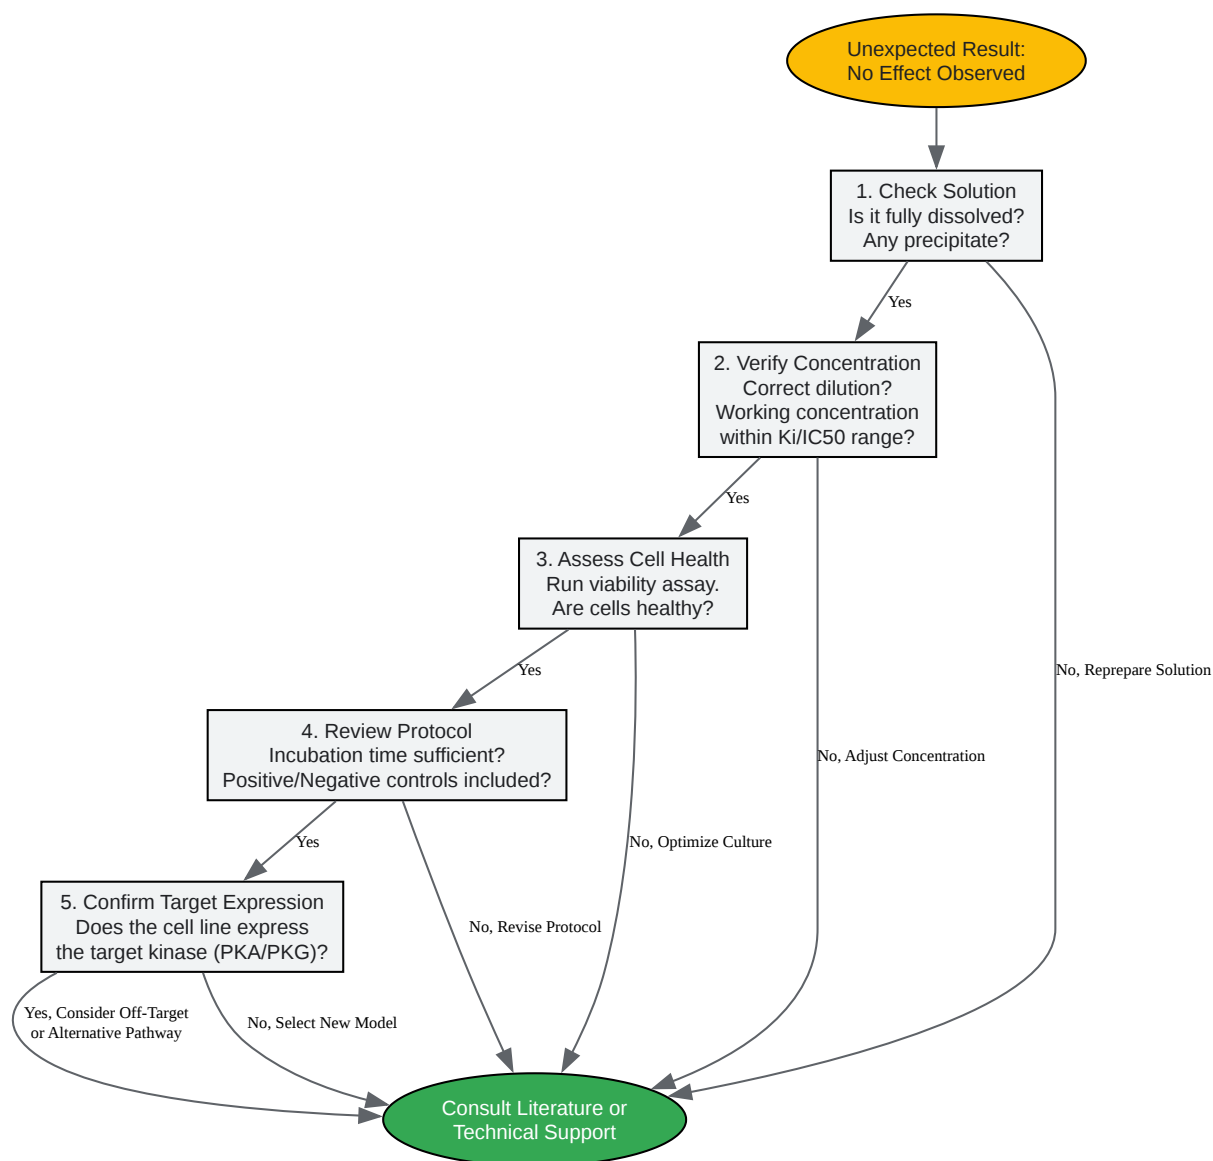 Unexpected Result:
No Effect Observed
1. Check Solution
Is it fully dissolved?
Any precipitate?
Yes
2. Verify Concentration
Correct dilution?
Working concentration
within Ki/IC50 range?
Yes
3. Assess Cell Health
Run viability assay.
Are cells healthy?
Yes
No, Reprepare Solution
4. Review Protocol
Incubation time sufficient?
Positive/Negative controls included?
No, Adjust Concentration
Yes
No, Optimize Culture
5. Confirm Target Expression
Does the cell line express
the target kinase (PKA/PKG)?
No, Revise Protocol
Yes, Consider Off-Target
or Alternative Pathway
No, Select New Model
Consult Literature or
Technical Support